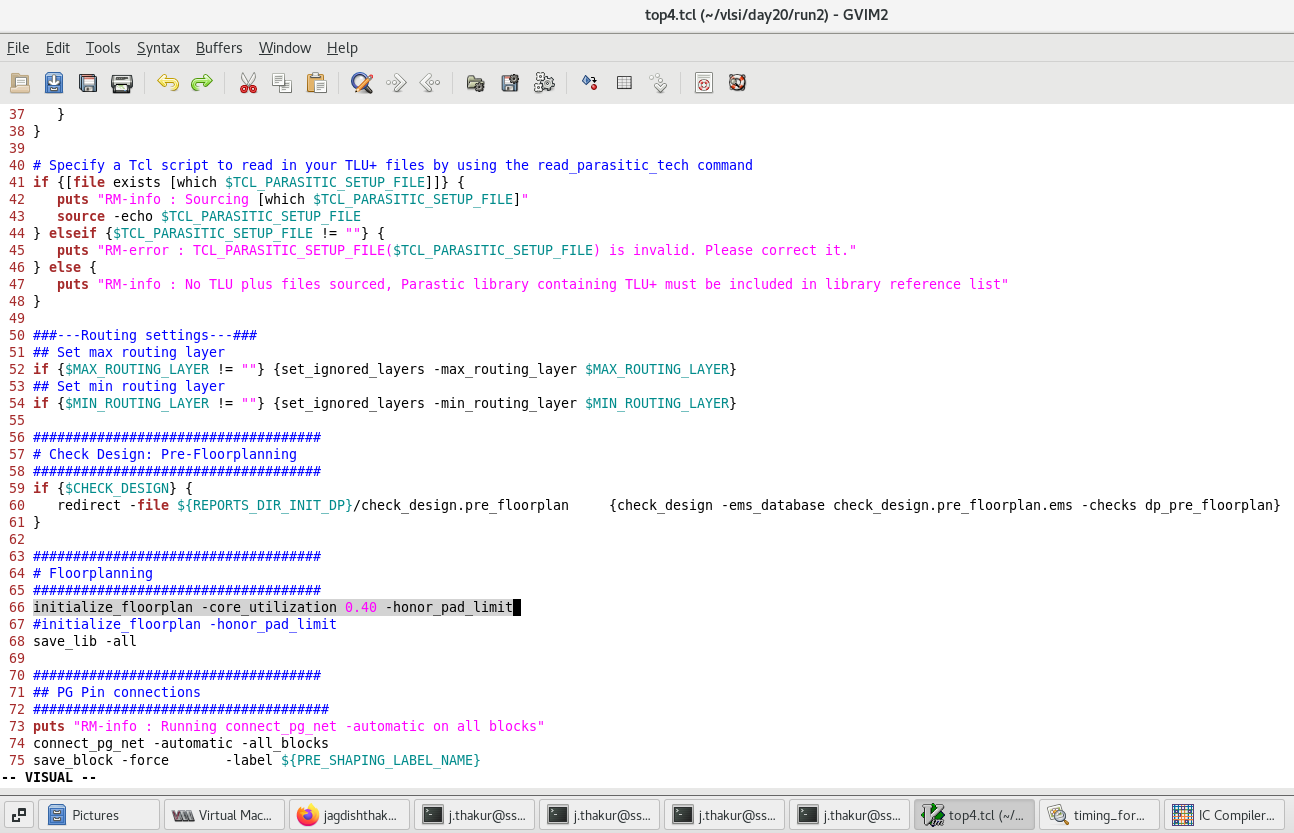 top4.tcl (~/vlsi/day20/run2) - GVIM2
File Edit Tools Syntax Buffers Window Help
37 }
38 }
39
40 # Specify a Tcl script to read in your TLU+ files by using the read_parasitic_tech command
41 if {[file exists [which $TCL_PARASITIC_SETUP_FILE]]} {
42 puts "RM-info : Sourcing [which $TCL_PARASITIC_SETUP_FILE]"
43 source -echo $TCL_PARASITIC_SETUP_FILE
44 } elseif {$TCL_PARASITIC_SETUP_FILE != ""} {
45 puts "RM-error : TCL_PARASITIC_SETUP_FILE($TCL_PARASITIC_SETUP_FILE) is invalid. Please correct it."
46 } else {
47 puts "RM-info : No TLU plus files sourced, Parastic library containing TLU+ must be included in library reference list"
48 }
49
50 ###---Routing settings---###
51 ## Set max routing layer
52 if {$MAX_ROUTING_LAYER != ""} {set_ignored_layers -max_routing_layer $MAX_ROUTING_LAYER}
53 ## Set min routing layer
54 if {$MIN_ROUTING_LAYER != ""} {set_ignored_layers -min_routing_layer $MIN_ROUTING_LAYER}
55
56 ####################################
57 # Check Design: Pre-Floorplanning
58 ####################################
59 if {$CHECK_DESIGN} {
60 redirect -file ${REPORTS_DIR_INIT_DP}/check_design.pre_floorplan {check_design -ems_database check_design.pre_floorplan.ems -checks dp_pre_floorplan}
61 }
62
63 ####################################
64 # Floorplanning
65 ####################################
66 initialize_floorplan -core_utilization 0.40 -honor_pad_limit
67 #initialize_floorplan -honor_pad_limit
68 save_lib -all
69
70 ####################################
71 ## PG Pin connections
72 #####################################
73 puts "RM-info : Running connect_pg_net -automatic on all blocks"
74 connect_pg_net -automatic -all_blocks
75 save_block -force -label ${PRE_SHAPING_LABEL_NAME}
-- VISUAL --
Pictures Virtual Mac... jagdishthak... j.thakur@ss... j.thakur@ss... j.thakur@ss... j.thakur@ss... top4.tcl (~/... timing_for... IC Compiler...